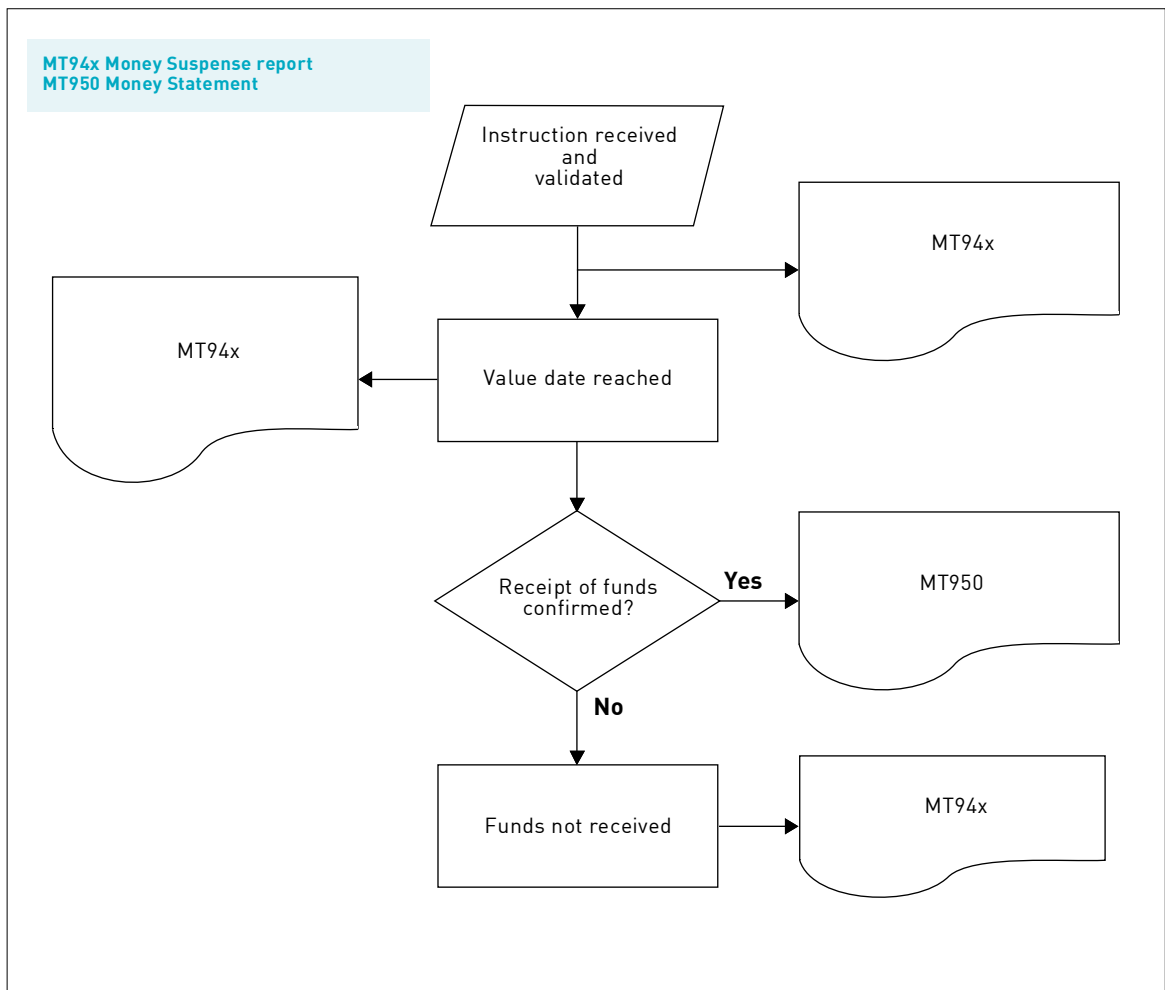 MT94x Money Suspense report
MT950 Money Statement
Instruction received
and
validated
MT94x
MT94x
Value date reached
Receipt of funds
confirmed?
Yes
MT950
No
Funds not received
MT94x